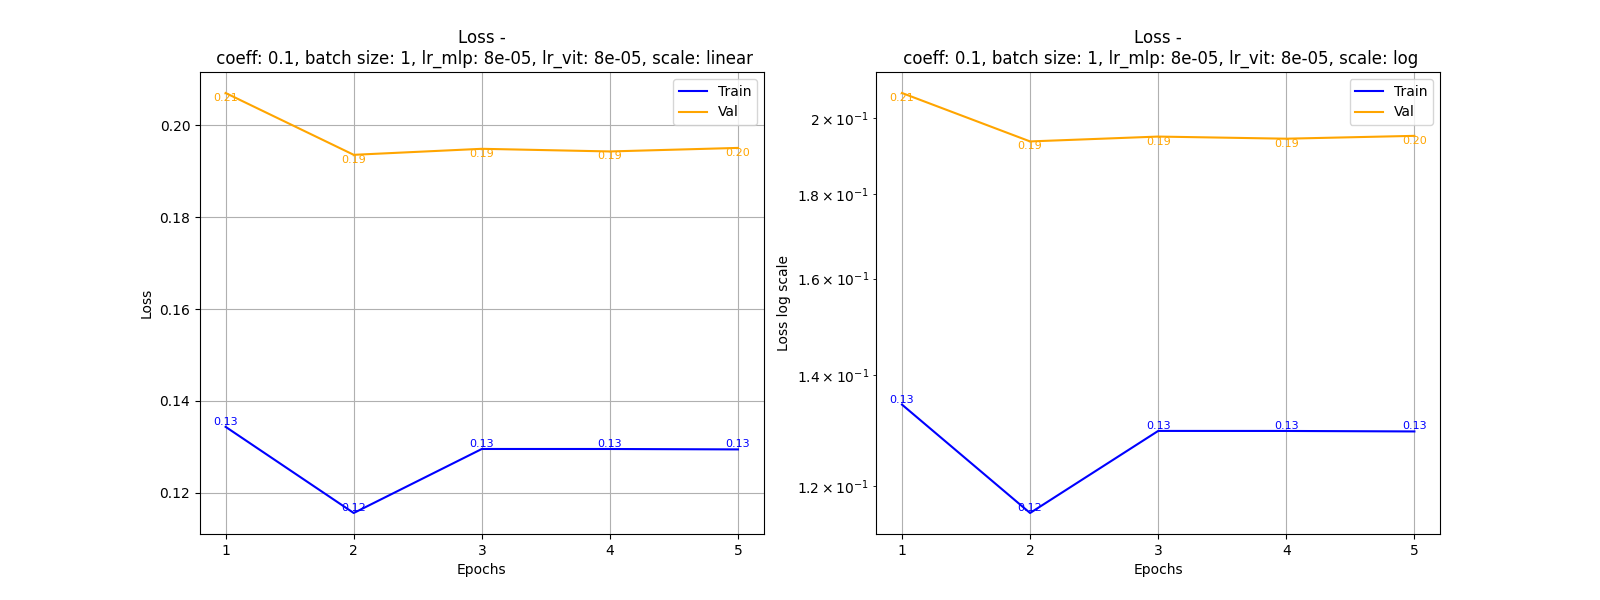 Loss -
coeff: 0.1, batch size: 1, lr_mlp: 8e-05, lr_vit: 8e-05, scale: linear
Train
Val
0.21
0.19
0.19
0.19
0.20
0.13
0.12
0.13
0.13
0.13
0.20
0.18
0.16
0.14
0.12
Loss
1
2
3
4
5
Epochs
Loss -
coeff: 0.1, batch size: 1, lr_mlp: 8e-05, lr_vit: 8e-05, scale: log
Train
Val
0.21
0.19
0.19
0.19
0.20
0.13
0.12
0.13
0.13
0.13
2 × 10⁻¹
1.8 × 10⁻¹
1.6 × 10⁻¹
1.4 × 10⁻¹
1.2 × 10⁻¹
Loss log scale
1
2
3
4
5
Epochs